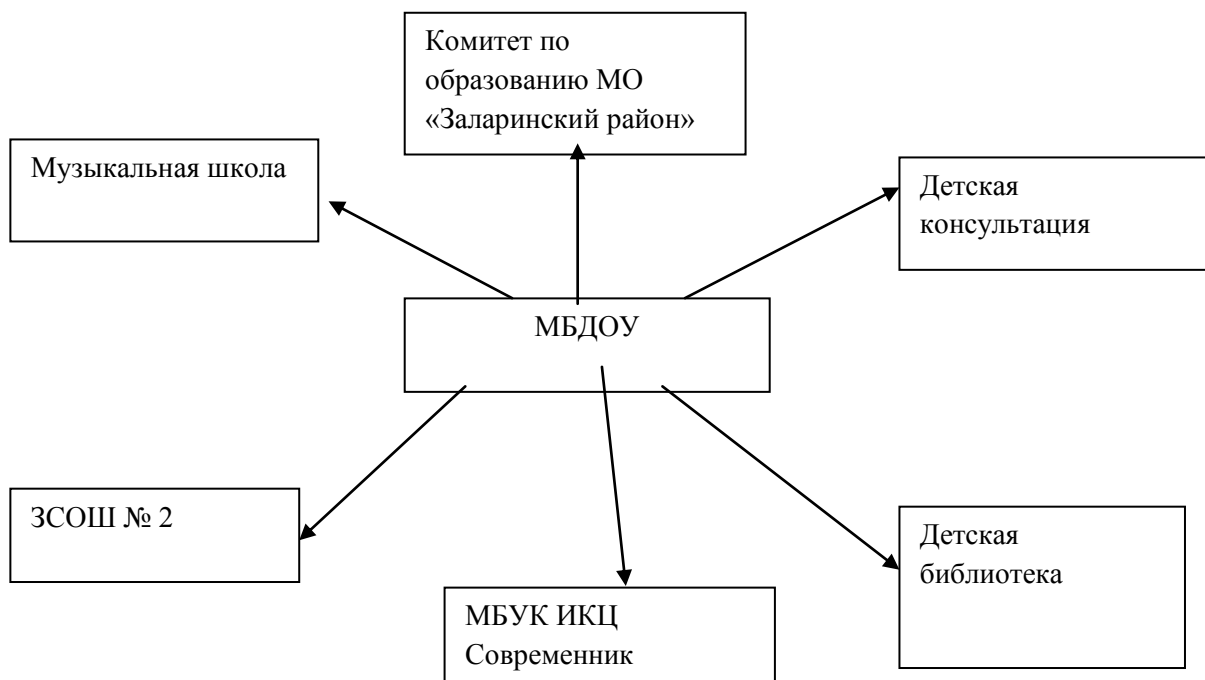 Комитет по
образованию МО
«Заларинский район»
Музыкальная школа
Детская
консультация
МБДОУ
ЗСОШ № 2
Детская
библиотека
МБУК ИКЦ
Современник